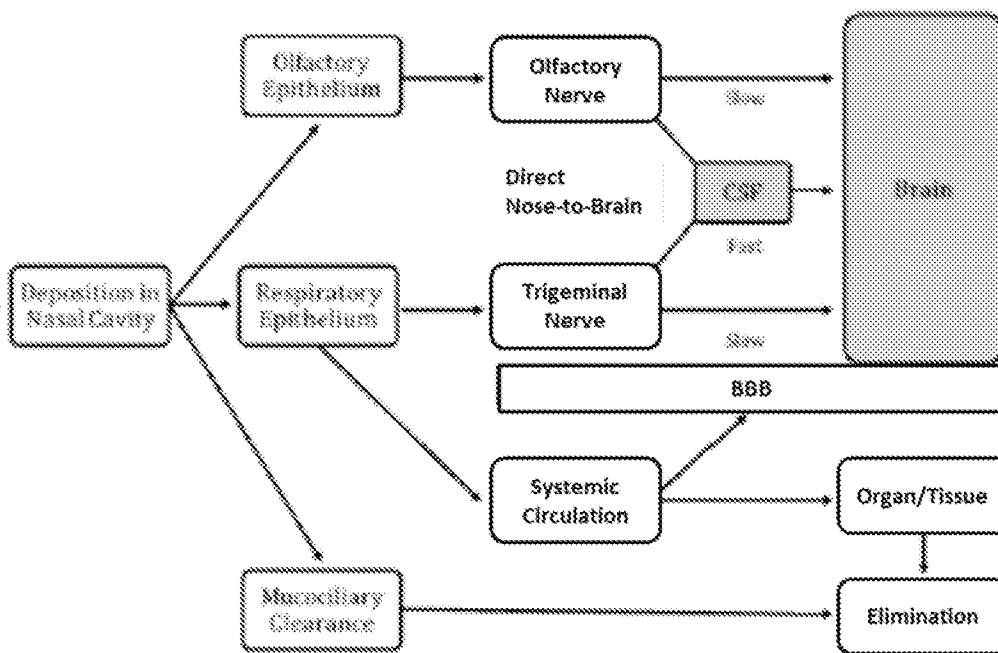 Olfactory
Epithelium
Olfactory
Nerve
Slow
Direct
Nose-to-Brain
CSF
Brain
Fast
Deposition in
Nasal Cavity
Respiratory
Epithelium
Trigeminal
Nerve
Slow
BBB
Systemic
Circulation
Organ/Tissue
Mucociliary
Clearance
Elimination